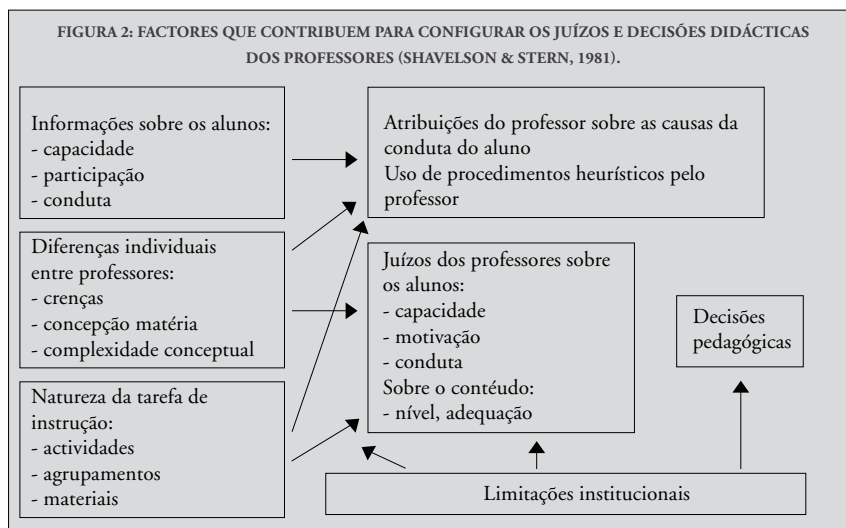 FIGURA 2: FACTORES QUE CONTRIBUEM PARA CONFIGURAR OS JUÍZOS E DECISÕES DIDÁCTICAS
DOS PROFESSORES (SHAVELSON & STERN, 1981).
Informações sobre os alunos:
- capacidade
- participação
- conduta
Atribuições do professor sobre as causas da
conduta do aluno
Uso de procedimentos heurísticos pelo
professor
Diferenças individuais
entre professores:
- crenças
- concepção matéria
- complexidade conceptual
Juízos dos professores sobre
os alunos:
- capacidade
- motivação
- conduta
Sobre o contéudo:
- nível, adequação
Decisões
pedagógicas
Natureza da tarefa de
instrução:
- actividades
- agrupamentos
- materiais
Limitações institucionais